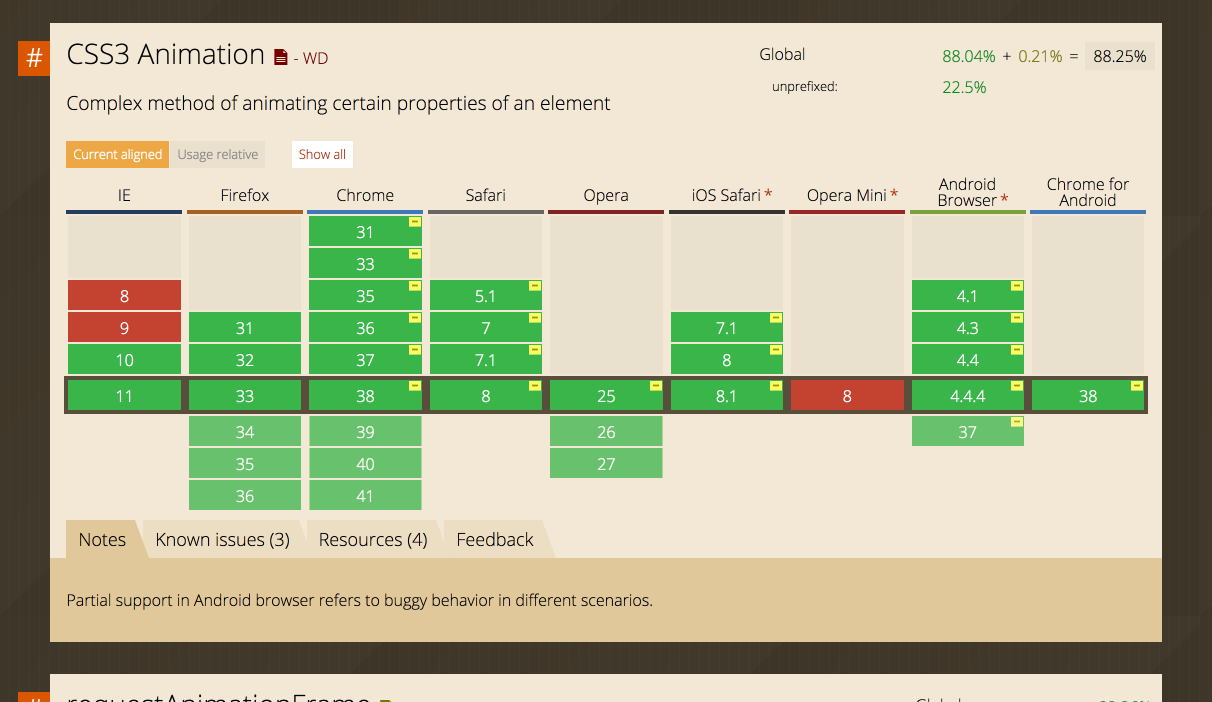 #
CSS3 Animation - WD
Global 88.04% + 0.21% = 88.25%
unprefixed: 22.5%
Complex method of animating certain properties of an element
Current aligned Usage relative Show all
IE Firefox Chrome Safari Opera iOS Safari * Opera Mini * Android Browser * Chrome for Android
31
33
8 35 5.1 4.1
9 31 36 7 7.1 4.3
10 32 37 7.1 8 4.4
11 33 38 8 25 8.1 8 4.4.4 38
34 39 26 37
35 40 27
36 41
Notes Known issues (3) Resources (4) Feedback
Partial support in Android browser refers to buggy behavior in different scenarios.
# requestAnimationFrame Global